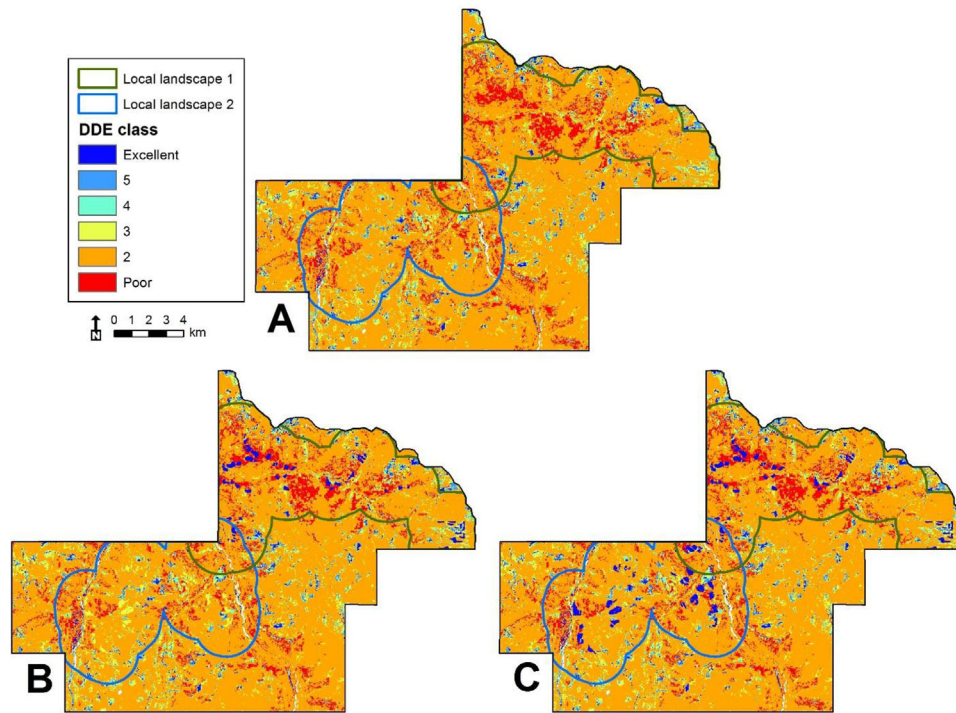 Local landscape 1
Local landscape 2
DDE class
Excellent
5
4
3
2
Poor
N
0 1 2 3 4
km
A
B
C